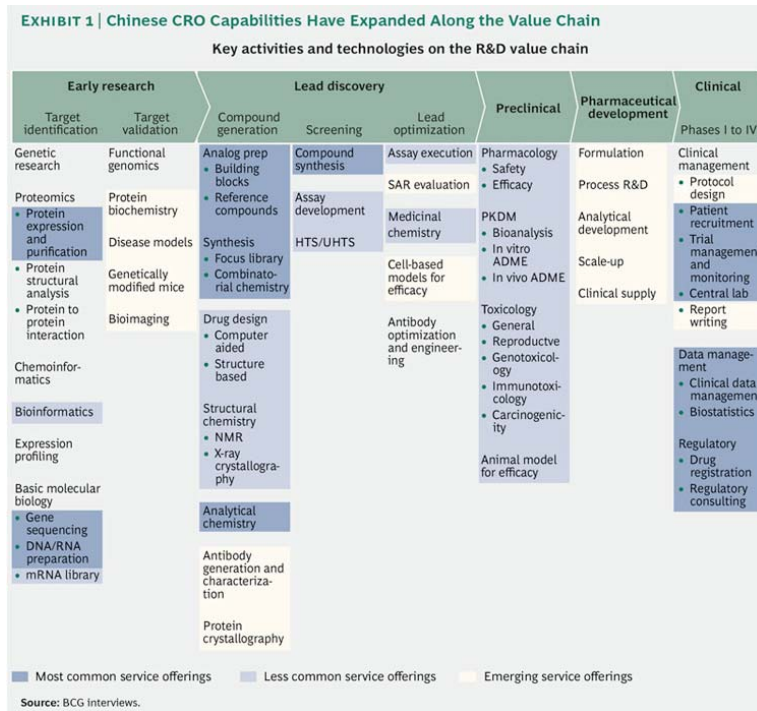 EXHIBIT 1 | Chinese CRO Capabilities Have Expanded Along the Value Chain
Key activities and technologies on the R&D value chain
Early research
Target identification
Target validation
Lead discovery
Compound generation
Screening
Lead optimization
Preclinical
Pharmaceutical development
Clinical
Phases I to IV
Genetic
research
Proteomics
• Protein
expression
and
purification
• Protein
structural
analysis
• Protein to
protein
interaction
Chemoinfor-
matics
Bioinformatics
Expression
profiling
Basic molecular
biology
• Gene
sequencing
• DNA/RNA
preparation
• mRNA library
Functional
genomics
Protein
biochemistry
Disease models
Genetically
modified mice
Bioimaging
Analog prep
• Building
blocks
• Reference
compounds
Synthesis
• Focus library
• Combinato-
rial chemistry
Drug design
• Computer
aided
• Structure
based
Structural
chemistry
• NMR
• X-ray
crystallogra-
phy
Analytical
chemistry
Antibody
generation and
characteriza-
tion
Protein
crystallography
Compound
synthesis
Assay
development
HTS/UHTS
Assay execution
SAR evaluation
Medicinal
chemistry
Cell-based
models for
efficacy
Antibody
optimization
and engineer-
ing
Pharmacology
• Safety
• Efficacy
PKDM
• Bioanalysis
• In vitro
ADME
• In vivo ADME
Toxicology
• General
• Reproductve
• Genotoxicol-
ogy
• Immunotoxi-
cology
• Carcinogenic-
ity
Animal model
for efficacy
Formulation
Process R&D
Analytical
development
Scale-up
Clinical supply
Clinical
management
• Protocol
design
• Patient
recruitment
• Trial
management
and
monitoring
• Central lab
• Report
writing
Data manage-
ment
• Clinical data
management
• Biostatistics
Regulatory
• Drug
registration
• Regulatory
consulting
Most common service offerings
Less common service offerings
Emerging service offerings
Source: BCG interviews.